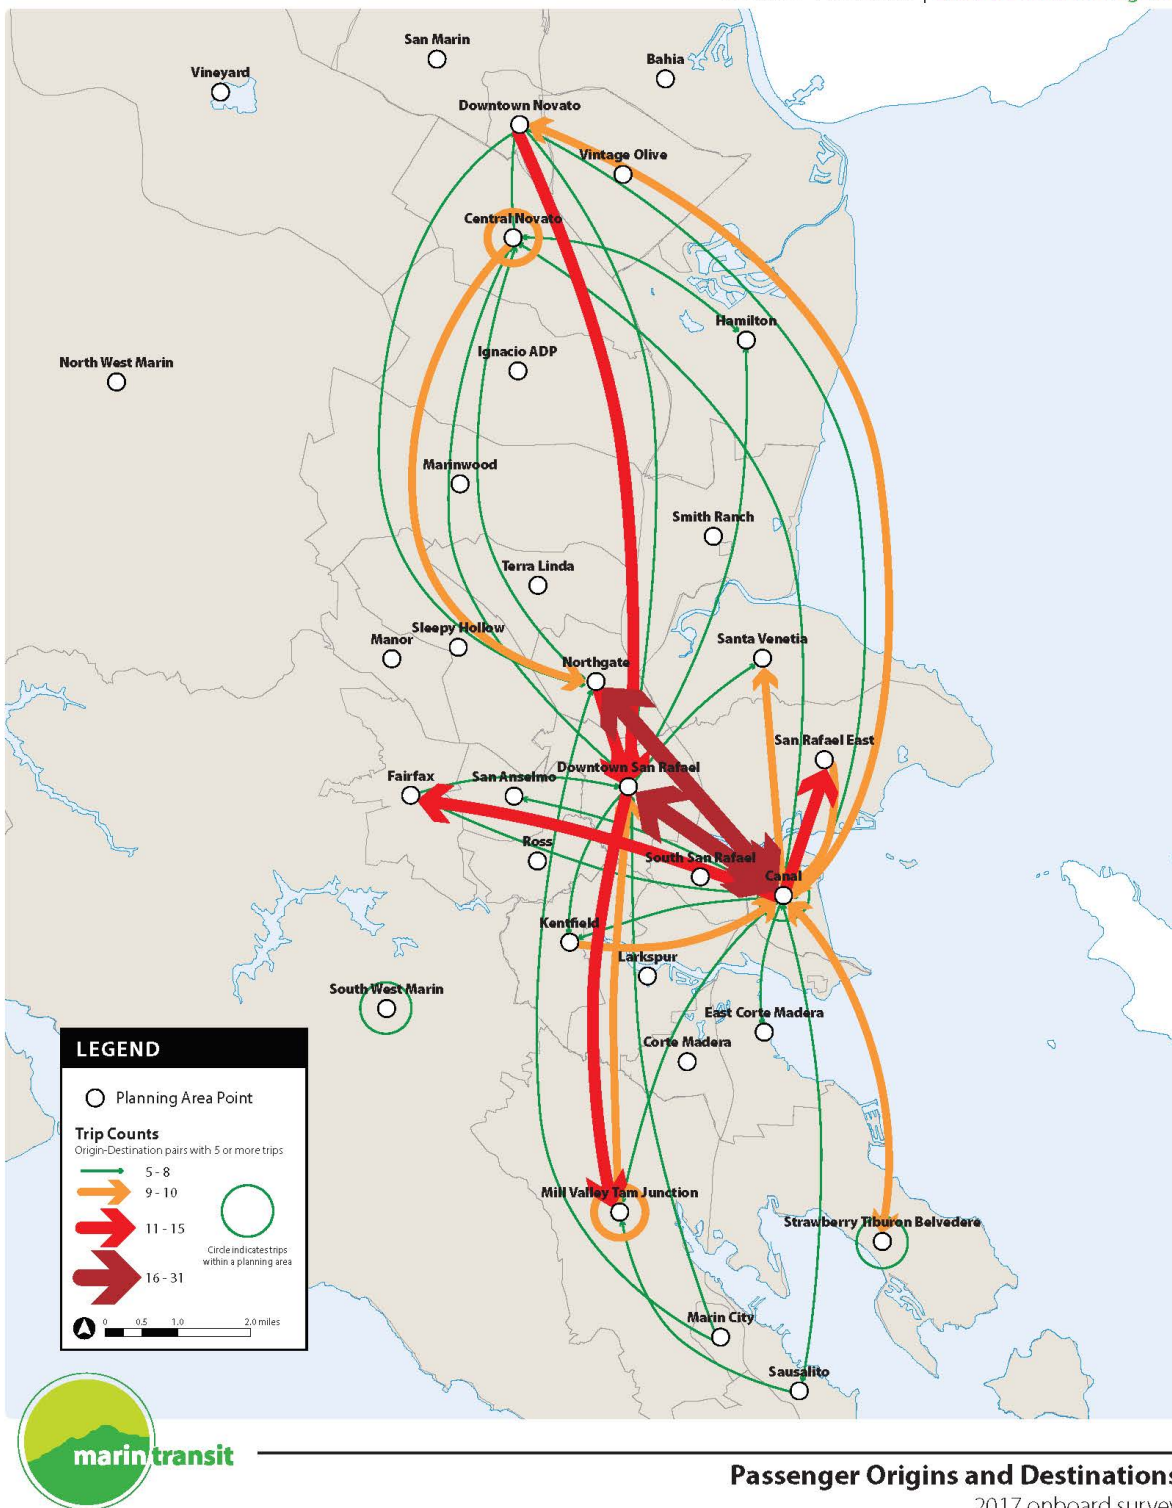 San Marin
Bahia
Vineyard
Downtown Novato
Vintage Olive
Central Novato
Hamilton
Ignacio ADP
North West Marin
Marinwood
Smith Ranch
Terra Linda
Sleepy Hollow
Manor
Santa Venetia
Northgate
San Rafael East
Downtown San Rafael
Fairfax
San Anselmo
Ross
South San Rafael
Canal
Kentfield
Larkspur
South West Marin
East Corte Madera
Corte Madera
LEGEND
Planning Area Point
Trip Counts
Origin-Destination pairs with 5 or more trips
5 - 8
9 - 10
11 - 15
16 - 31
Circle indicates trips
within a planning area
0 0.5 1.0 2.0 miles
Mill Valley Tam Junction
Strawberry Tiburon Belvedere
Marin City
Sausalito
marintransit
Passenger Origins and Destinations
2017 onboard survey